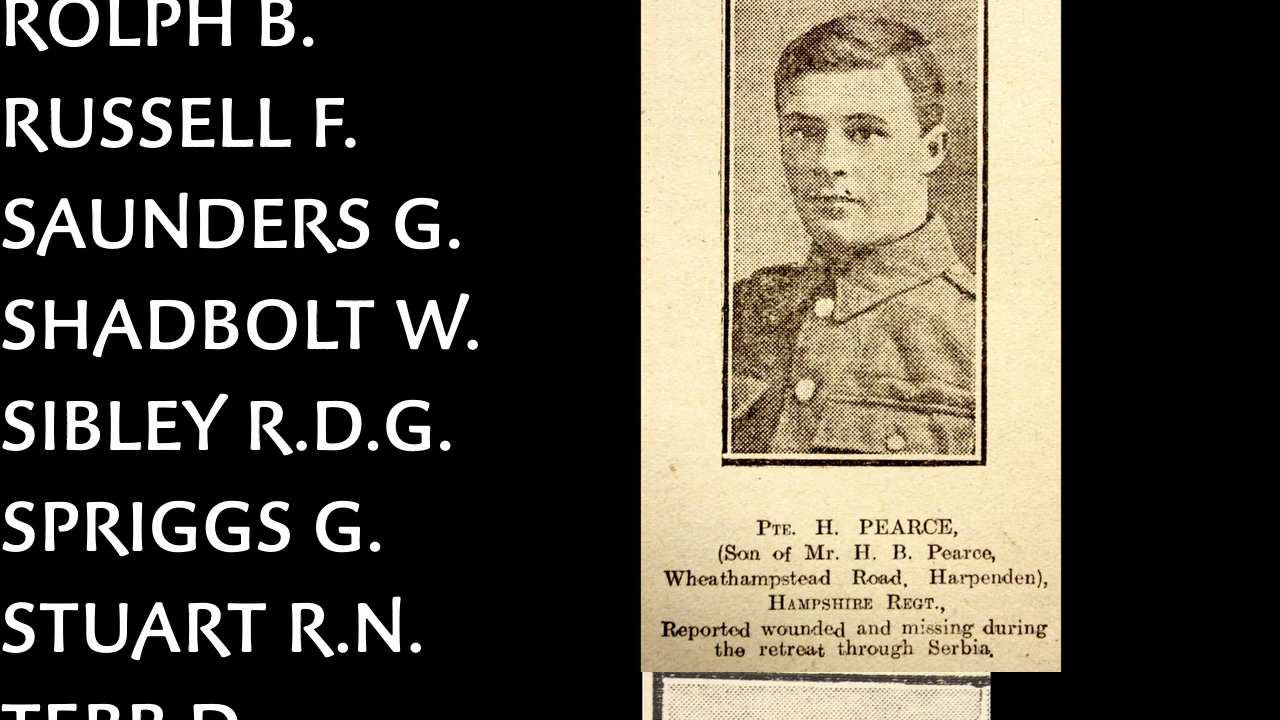 ROLPH B.
RUSSELL F.
SAUNDERS G.
SHADBOLT W.
SIBLEY R.D.G.
SPRIGGS G.
STUART R.N.
PTE. H. PEARCE,
(Son of Mr. H. B. Pearce,
Wheathampstead Road, Harpenden),
HAMPSHIRE REGT.,
Reported wounded and missing during
the retreat through Serbia.